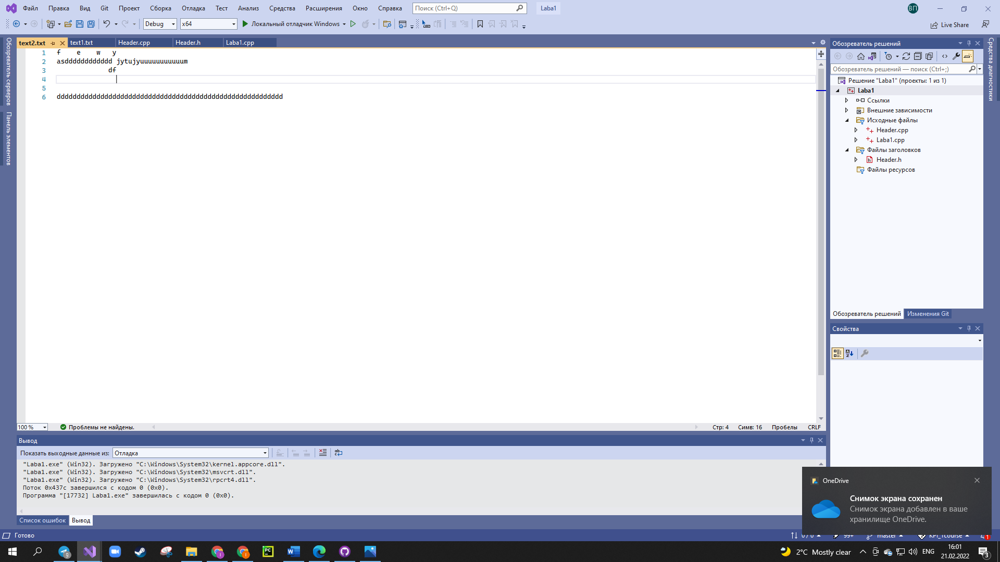 Файл Правка Вид Git Проект Сборка Отладка Тест Анализ Средства Расширения Окно Справка Поиск (Ctrl+Q) Laba1 ВП
Debug x64 Локальный отладчик Windows Live Share
Обозреватель серверов
Панель элементов
text2.txt text1.txt Header.cpp Header.h Laba1.cpp
1 f    e    w   y
2 asdddddddddddd jytujyuuuuuuuuuuum
3 df
4
5
6 ddddddddddddddddddddddddddddddddddddddddddddddddddddddddd
100 % Проблемы не найдены. Стр: 4 Симв: 16 Пробелы CRLF
Вывод
Показать выходные данные из: Отладка
"Laba1.exe" (Win32). Загружено "C:\Windows\System32\kernel.appcore.dll".
"Laba1.exe" (Win32). Загружено "C:\Windows\System32\msvcrt.dll".
"Laba1.exe" (Win32). Загружено "C:\Windows\System32\rpcrt4.dll".
Поток 0x437c завершился с кодом 0 (0x0).
Программа "[17732] Laba1.exe" завершилась с кодом 0 (0x0).
Список ошибок Вывод
Обозреватель решений
Обозреватель решений — поиск (Ctrl+;)
Решение "Laba1" (проекты: 1 из 1)
Laba1
Ссылки
Внешние зависимости
Исходные файлы
Header.cpp
Laba1.cpp
Файлы заголовков
Header.h
Файлы ресурсов
Обозреватель решений Изменения Git
Свойства
Средства диагностики
OneDrive
Снимок экрана сохранен
Снимок экрана добавлен в ваше
хранилище OneDrive.
Готово 0 / 0 99+ master KPI_1course 1
9 PC 2°C Mostly clear ENG 16:01
21.02.2022 3